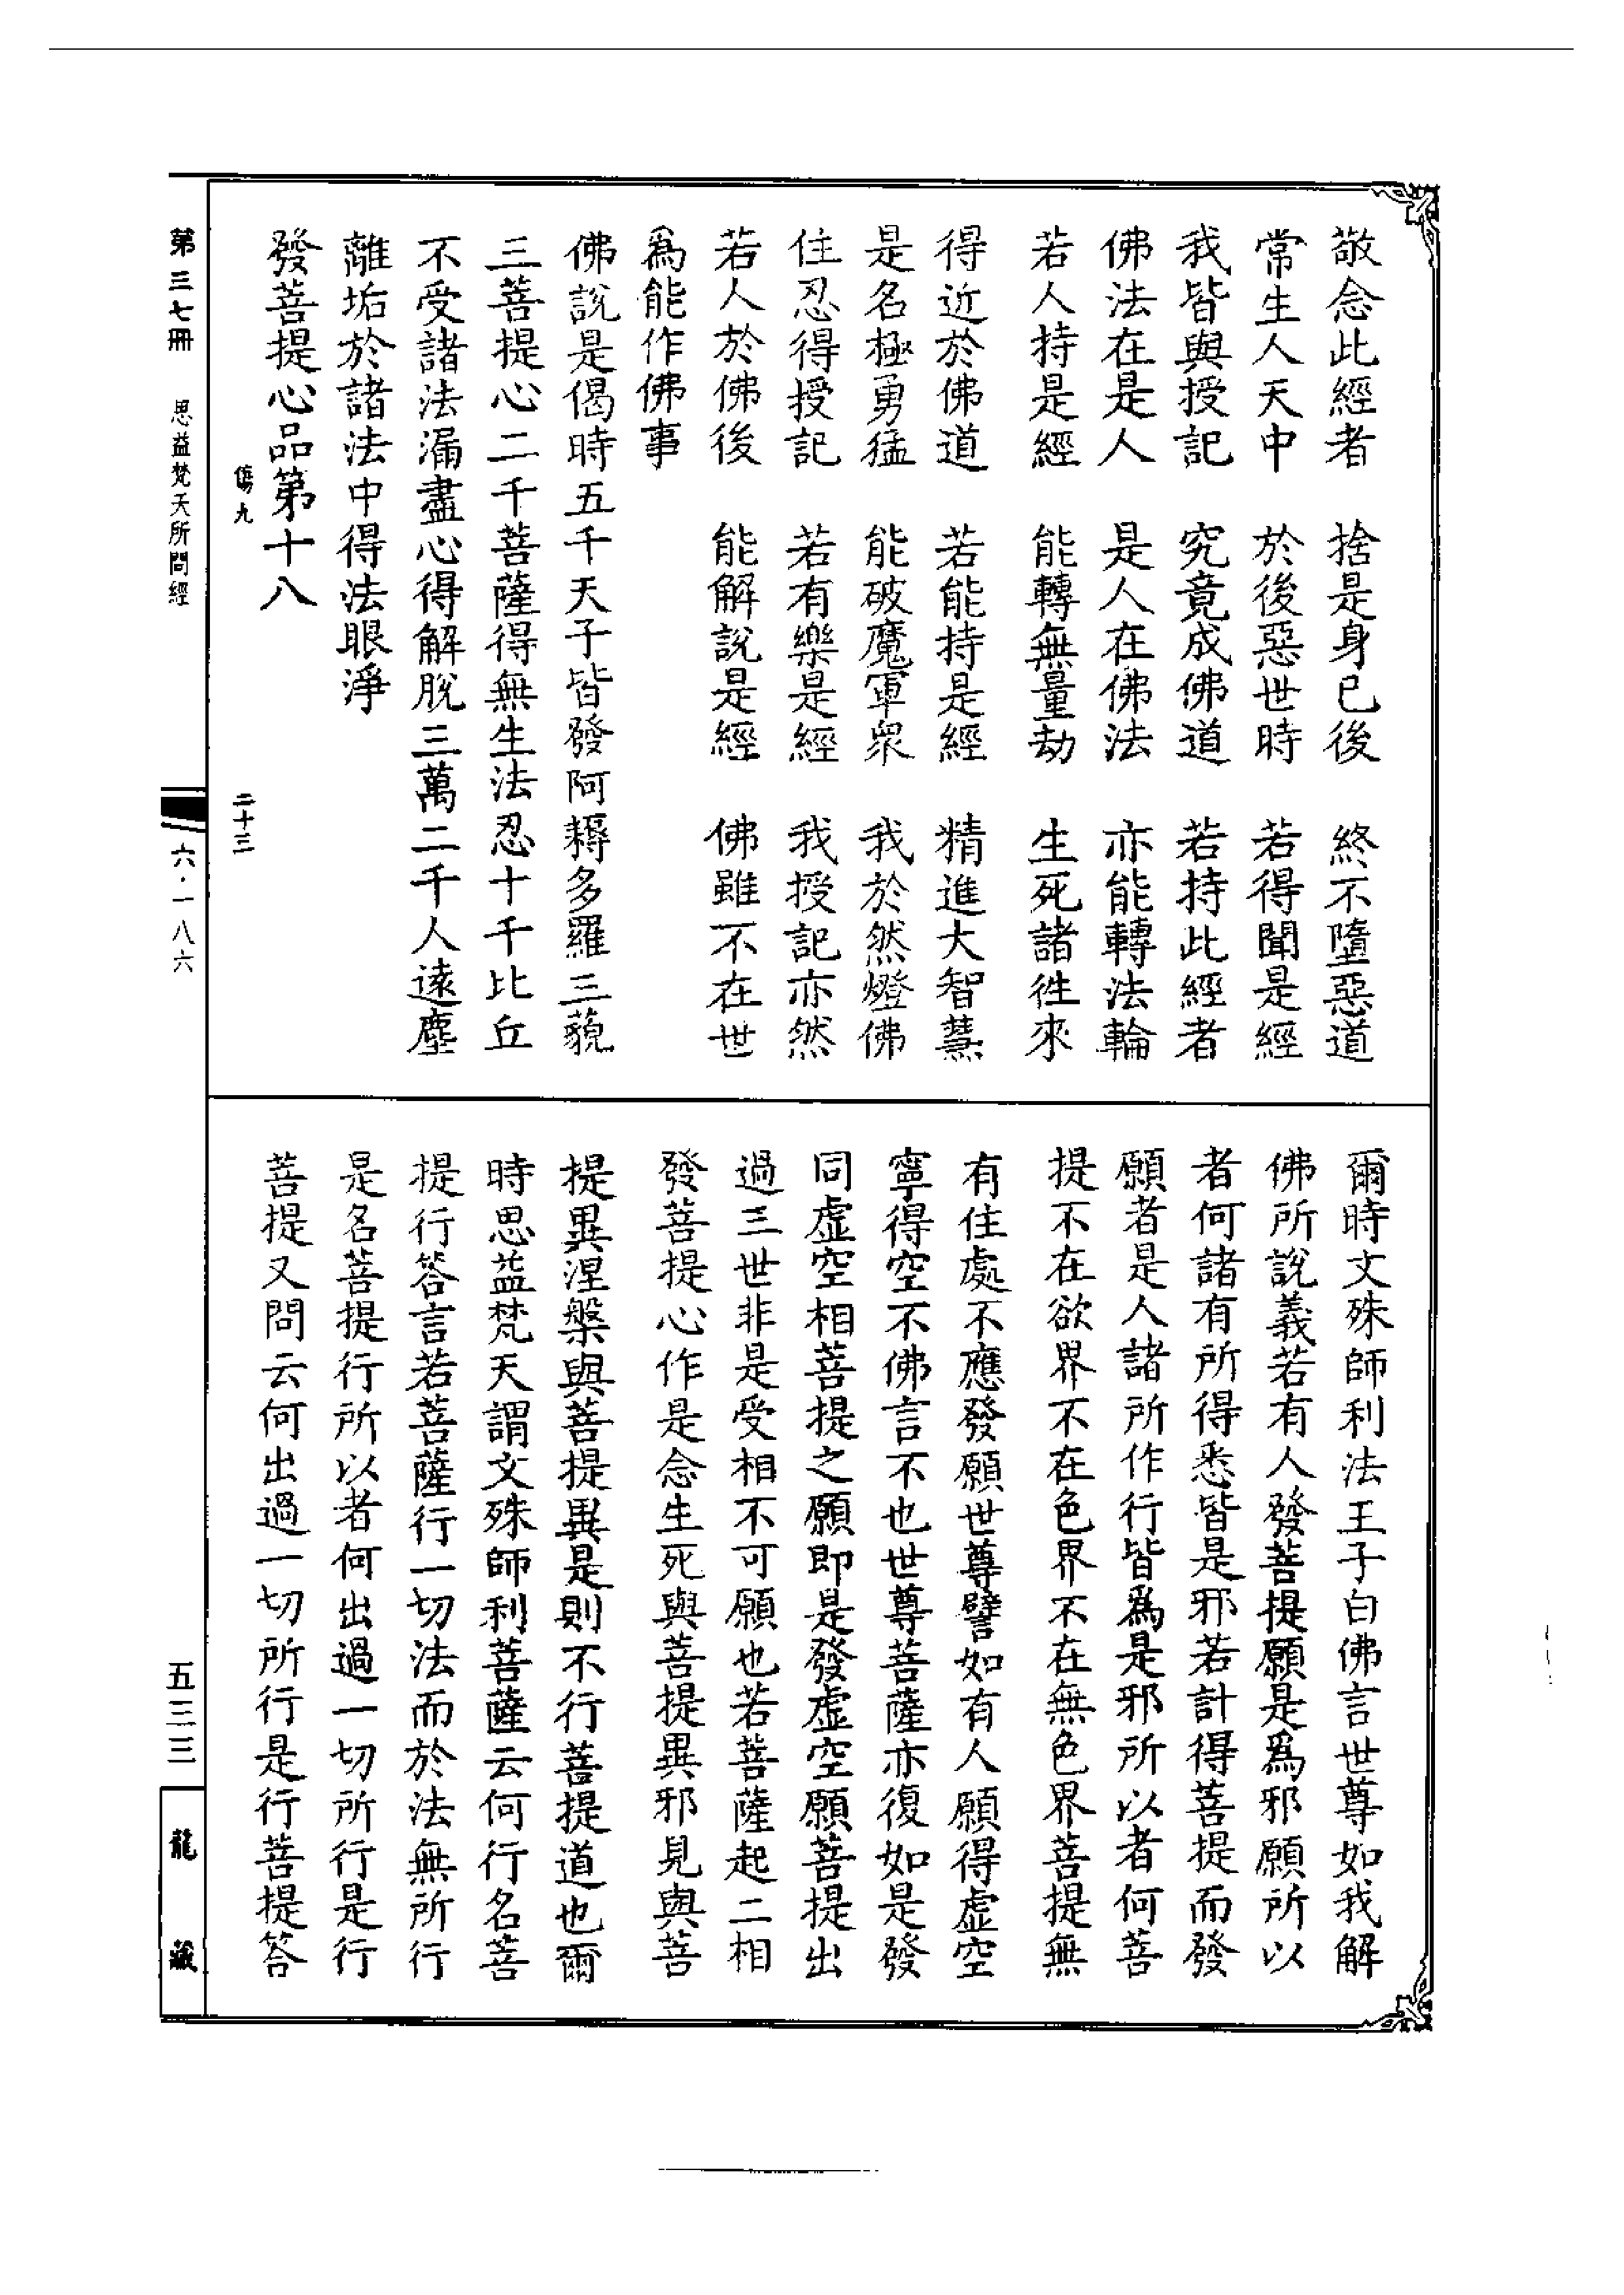 敬念此經者　捨是身已後　終不墮惡道
常生人天中　於後惡世時　若得聞是經
我皆與授記　究竟成佛道　若持此經者
佛法在是人　是人在佛法　亦能轉法輪
若人持是經　能轉無量劫　生死諸徃來
得近於佛道　若能持是經　精進大智慧
是名極勇猛　能破魔軍衆　我於然燈佛
住忍得授記　若有樂是經　我授記亦然
若人於佛後　能解說是經　佛雖不在世
爲能作佛事
佛說是偈時五千天子皆發阿耨多羅三藐
三菩提心二千菩薩得無生法忍十千比丘
不受諸法漏盡心得解脫三萬二千人遠塵
離垢於諸法中得法眼淨
傷九　二十三
發菩提心品第十八
爾時文殊師利法王子白佛言世尊如我解
佛所說義若有人發菩提願是爲邪願所以
者何諸有所得悉皆是邪若計得菩提而發
願者是人諸所作行皆爲是邪所以者何菩
提不在欲界不在色界不在無色界菩提無
有住處不應發願世尊譬如有人願得虛空
寧得空不佛言不也世尊菩薩亦復如是發
同虛空相菩提之願即是發虛空願菩提出
過三世非是受相不可願也若菩薩起二相
發菩提心作是念生死與菩提異邪見與菩
提異涅槃與菩提異是則不行菩提道也爾
時思益梵天謂文殊師利菩薩云何行名菩
提行答言若菩薩行一切法而於法無所行
是名菩提行所以者何出過一切所行是行
菩提又問云何出過一切所行是行菩提答
第三七冊　思益梵天所問經　六·一八六　五三三　龍藏